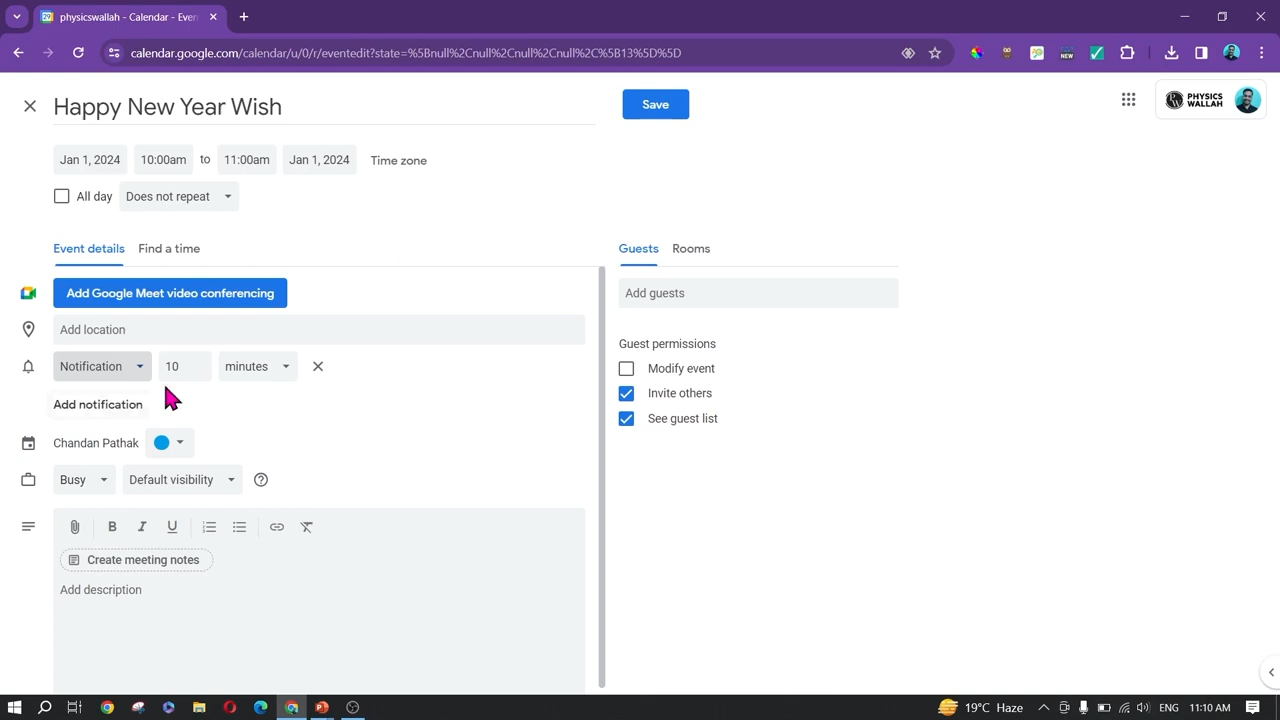 physicswallah - Calendar - Even
calendar.google.com/calendar/u/0/r/eventedit?state=%5Bnull%2Cnull%2Cnull%2Cnull%2C%5B13%5D%5D
NEW
Happy New Year Wish
Save
PHYSICS
WALLAH
Jan 1, 2024 10:00am to 11:00am Jan 1, 2024 Time zone
All day Does not repeat
Event details Find a time
Guests Rooms
Add Google Meet video conferencing
Add guests
Add location
Guest permissions
Notification 10 minutes
Modify event
Invite others
Add notification
See guest list
Chandan Pathak
Busy Default visibility
B I U
Create meeting notes
Add description
19°C Haze ENG 11:10 AM